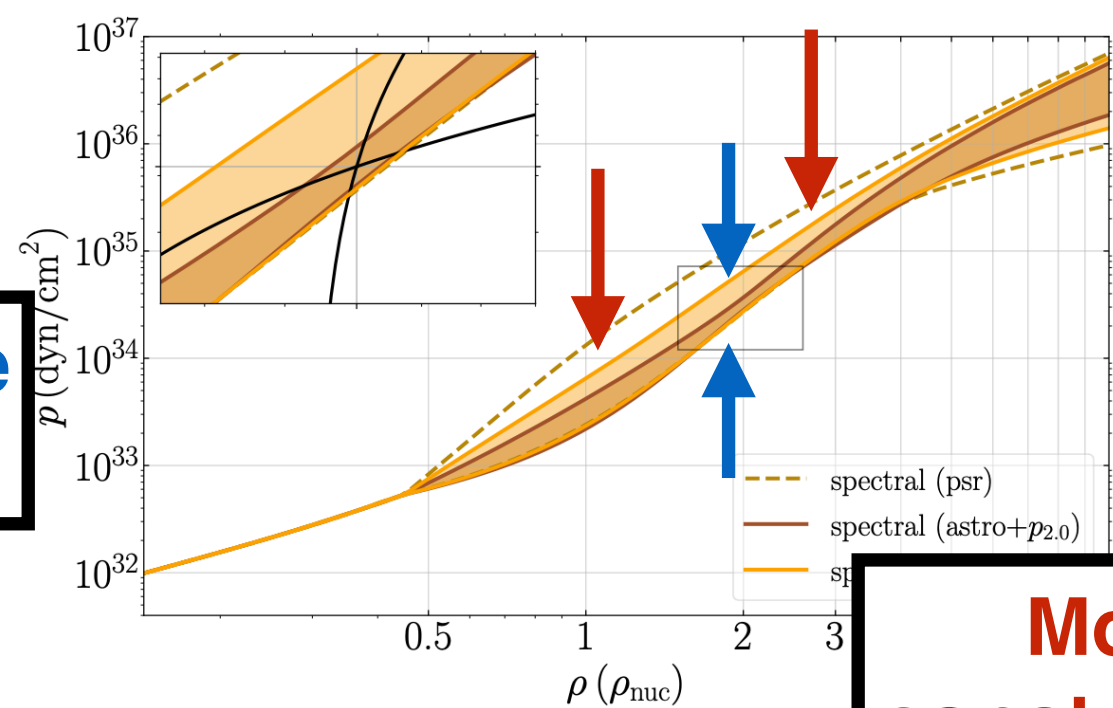 10^37
10^36
10^35
10^34
10^33
10^32
p (dyn/cm^2)
e
spectral (psr)
spectral (astro+p_2.0)
sp
0.5 1 2 3
ρ (ρ_nuc)
Mo